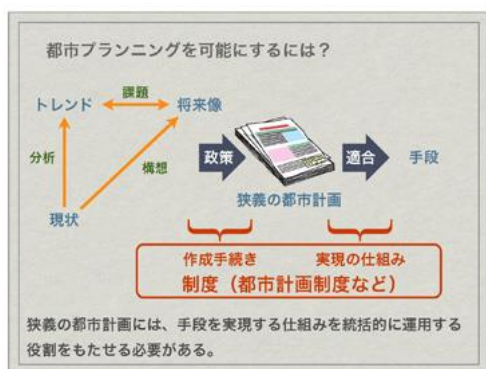 都市プランニングを可能にするには？
課題
トレンド
将来像
分析
構想
政策
適合
手段
狭義の都市計画
現状
作成手続き
実現の仕組み
制度（都市計画制度など）
狭義の都市計画には、手段を実現する仕組みを統括的に運用する
役割をもたせる必要がある。